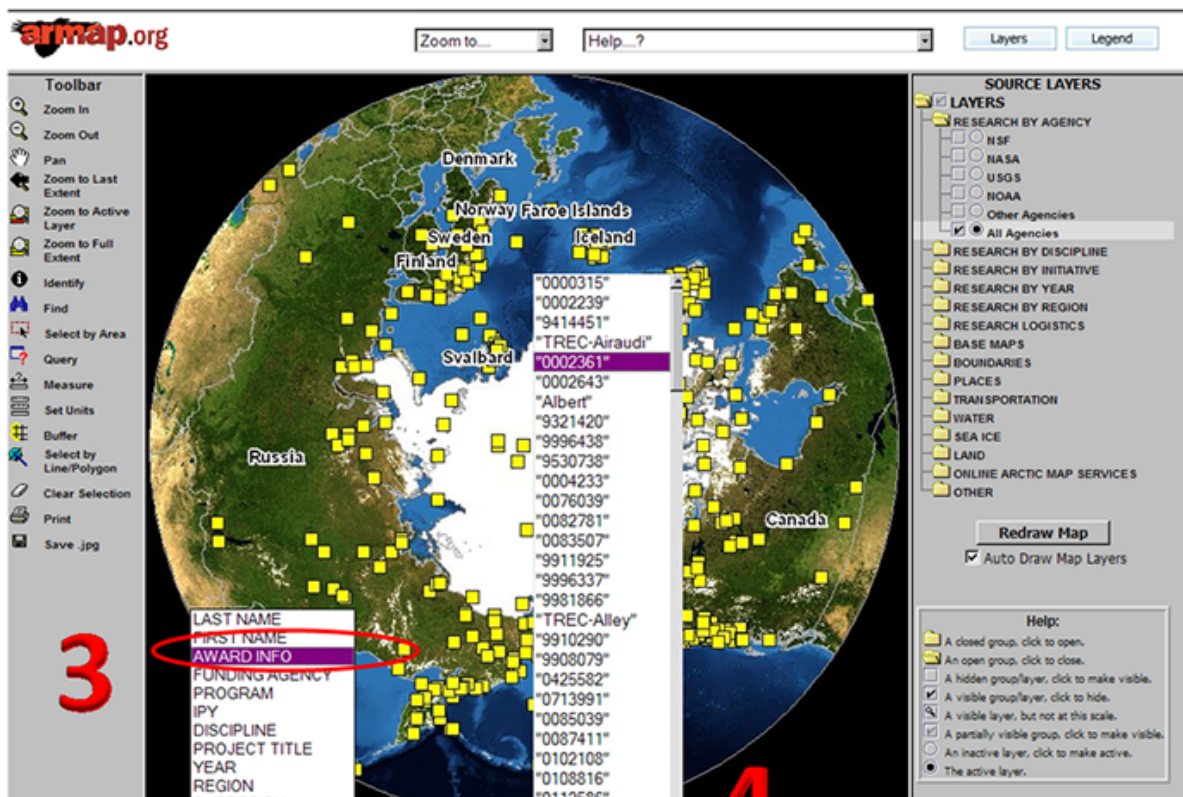 armap.org
Zoom to....
Help....?
Layers
Legend
Toolbar
Zoom In
Zoom Out
Pan
Zoom to Last
Extent
Zoom to Active
Layer
Zoom to Full
Extent
Identify
Find
Select by Area
Query
Measure
Set Units
Buffer
Select by
Line/Polygon
Clear Selection
Print
Save .jpg
3
Denmark
Norway Faroe Islands
Sweden
Iceland
Finland
Svalbard
Russia
Canada
LAST NAME
FIRST NAME
AWARD INFO
FUNDING AGENCY
PROGRAM
IPY
DISCIPLINE
PROJECT TITLE
YEAR
REGION
"0000315"
"0002239"
"9414451"
"TREC-Airaudi"
"0002361"
"0002643"
"Albert"
"9321420"
"9996438"
"9530738"
"0004233"
"0076039"
"0082781"
"0083507"
"9911925"
"9996337"
"9981866"
"TREC-Alley"
"9910290"
"9908079"
"0425582"
"0713991"
"0085039"
"0087411"
"0102108"
"0108816"
4
SOURCE LAYERS
LAYERS
RESEARCH BY AGENCY
NSF
NASA
USGS
NOAA
Other Agencies
All Agencies
RESEARCH BY DISCIPLINE
RESEARCH BY INITIATIVE
RESEARCH BY YEAR
RESEARCH BY REGION
RESEARCH LOGISTICS
BASE MAPS
BOUNDARIES
PLACES
TRANSPORTATION
WATER
SEA ICE
LAND
ONLINE ARCTIC MAP SERVICES
OTHER
Redraw Map
Auto Draw Map Layers
Help:
A closed group, click to open.
An open group, click to close.
A hidden group/layer, click to make visible.
A visible group/layer, click to hide.
A visible layer, but not at this scale.
A partially visible group, click to make visible.
An inactive layer, click to make active.
The active layer.